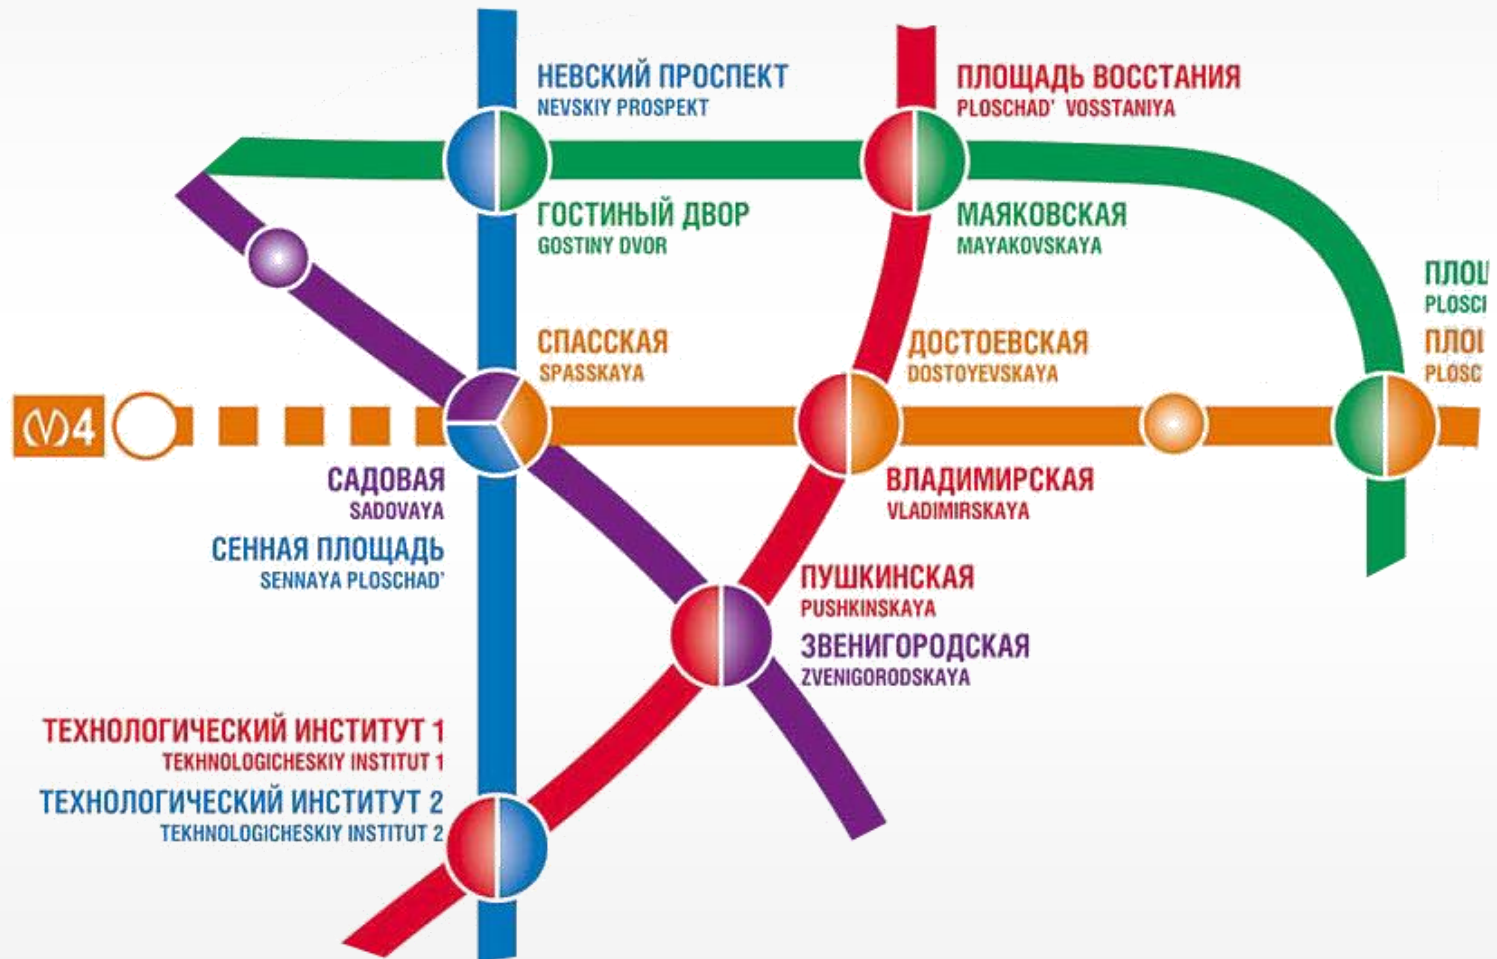 НЕВСКИЙ ПРОСПЕКТ
NEVSKIY PROSPEKT
ПЛОЩАДЬ ВОССТАНИЯ
PLOSCHAD' VOSSTANIYA
ГОСТИНЫЙ ДВОР
GOSTINY DVOR
МАЯКОВСКАЯ
MAYAKOVSKAYA
СПАССКАЯ
SPASSKAYA
ДОСТОЕВСКАЯ
DOSTOYEVSKAYA
4
САДОВАЯ
SADOVAYA
СЕННАЯ ПЛОЩАДЬ
SENNAYA PLOSCHAD'
ВЛАДИМИРСКАЯ
VLADIMIRSKAYA
ПУШКИНСКАЯ
PUSHKINSKAYA
ЗВЕНИГОРОДСКАЯ
ZVENIGORODSKAYA
ТЕХНОЛОГИЧЕСКИЙ ИНСТИТУТ 1
TEKHNOLOGICHESKIY INSTITUT 1
ТЕХНОЛОГИЧЕСКИЙ ИНСТИТУТ 2
TEKHNOLOGICHESKIY INSTITUT 2